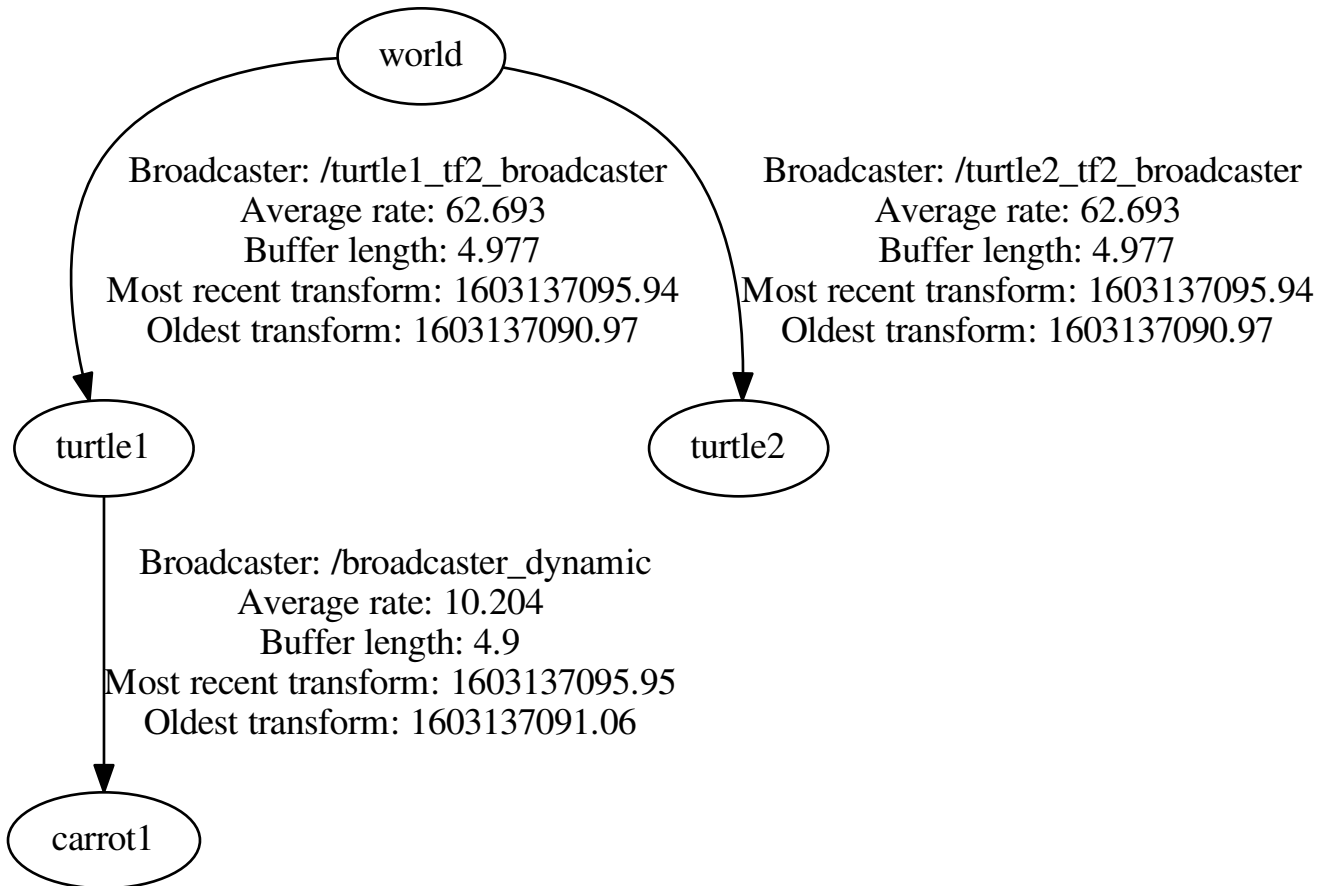 world
Broadcaster: /turtle1_tf2_broadcaster
Average rate: 62.693
Buffer length: 4.977
Most recent transform: 1603137095.94
Oldest transform: 1603137090.97
Broadcaster: /turtle2_tf2_broadcaster
Average rate: 62.693
Buffer length: 4.977
Most recent transform: 1603137095.94
Oldest transform: 1603137090.97
turtle1
turtle2
Broadcaster: /broadcaster_dynamic
Average rate: 10.204
Buffer length: 4.9
Most recent transform: 1603137095.95
Oldest transform: 1603137091.06
carrot1